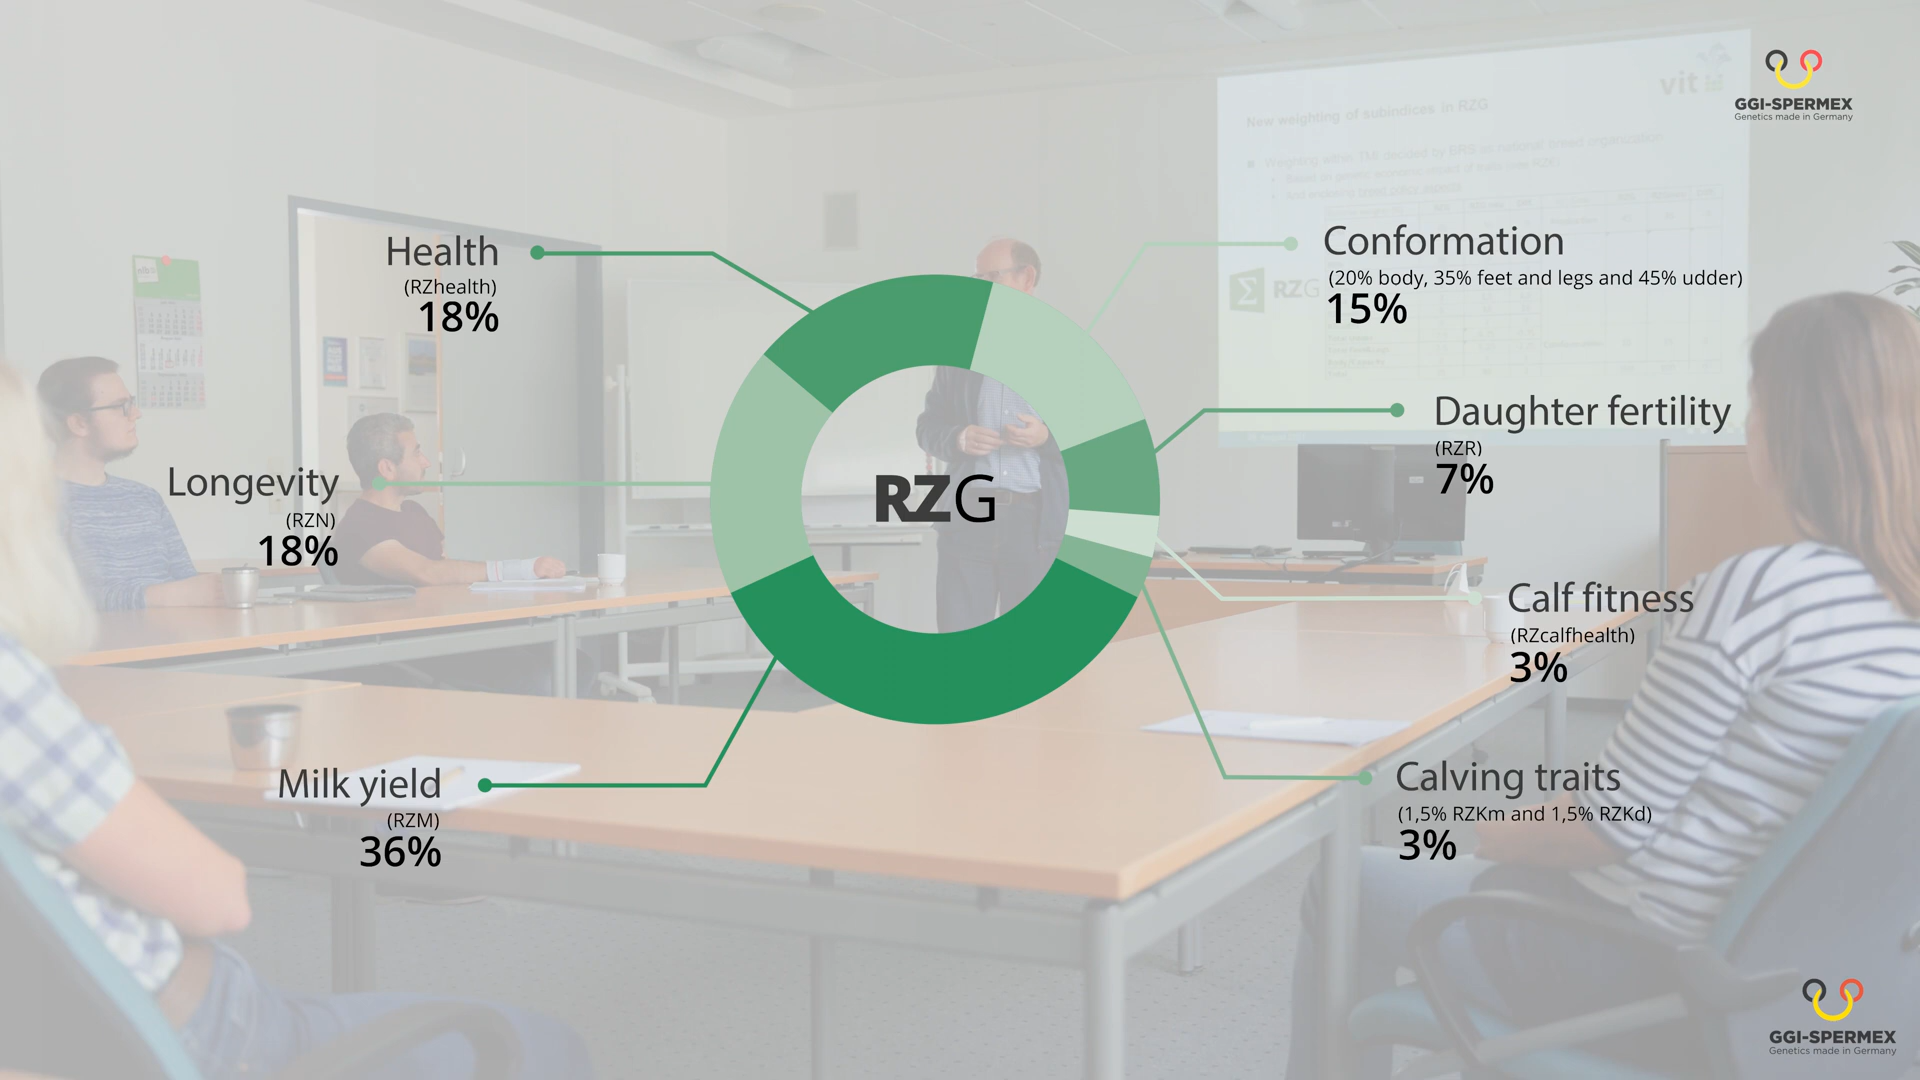 GGI-SPERMEX
Genetics made in Germany
vit
New weighting of subindices in RZG
RZG
Health
(RZhealth)
18%
Conformation
(20% body, 35% feet and legs and 45% udder)
15%
Daughter fertility
(RZR)
7%
Longevity
(RZN)
18%
RZG
Calf fitness
(RZcalfhealth)
3%
Milk yield
(RZM)
36%
Calving traits
(1,5% RZKm and 1,5% RZKd)
3%
GGI-SPERMEX
Genetics made in Germany